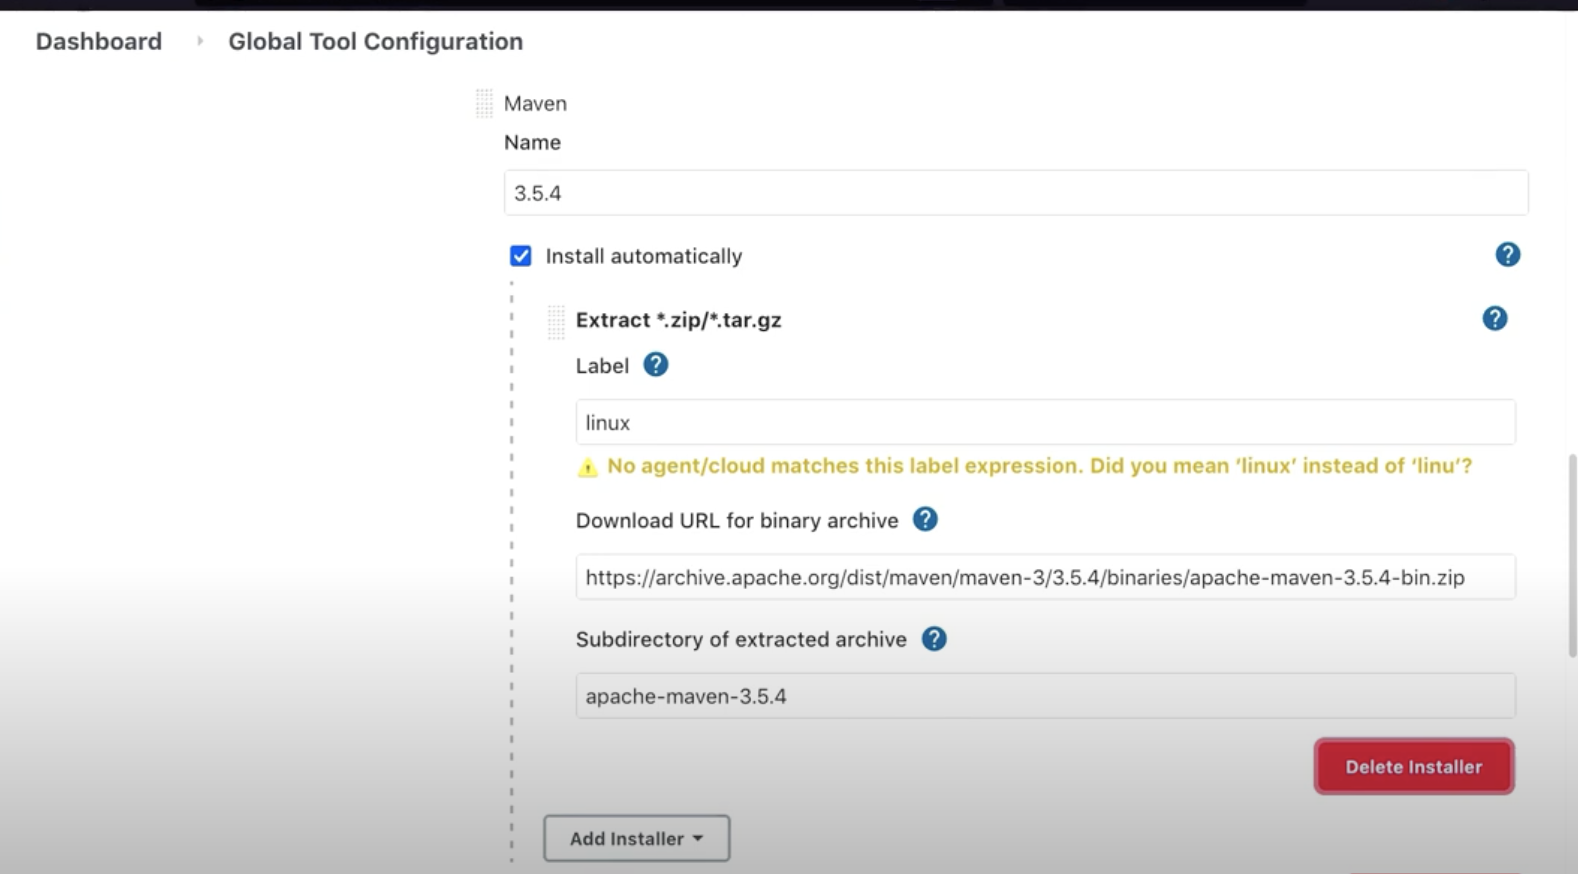 Dashboard Global Tool Configuration
Maven
Name
3.5.4
Install automatically
?
Extract *.zip/*.tar.gz
?
Label ?
linux
No agent/cloud matches this label expression. Did you mean ‘linux’ instead of ‘linu’?
Download URL for binary archive ?
https://archive.apache.org/dist/maven/maven-3/3.5.4/binaries/apache-maven-3.5.4-bin.zip
Subdirectory of extracted archive ?
apache-maven-3.5.4
Delete Installer
Add Installer